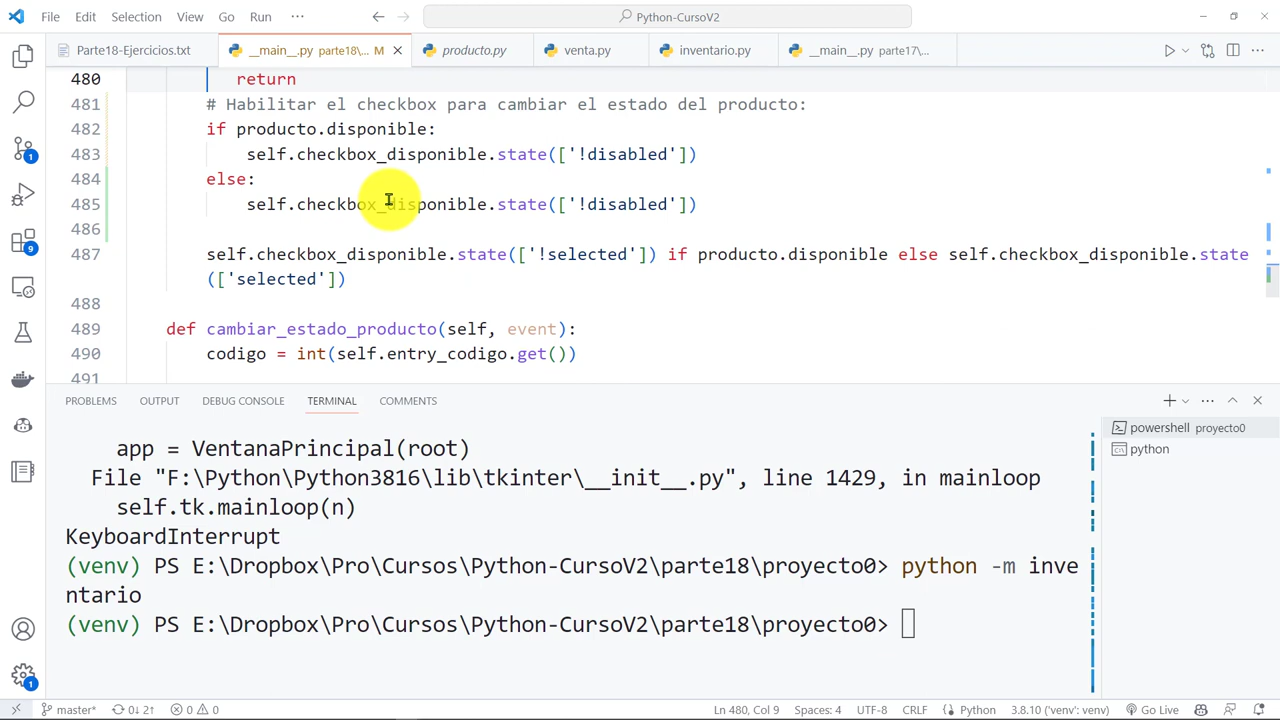 File Edit Selection View Go Run ··· Python-CursoV2
Parte18-Ejercicios.txt __main__.py parte18\... M producto.py venta.py inventario.py __main__.py parte17\...
480 return
481 # Habilitar el checkbox para cambiar el estado del producto:
482 if producto.disponible:
483 self.checkbox_disponible.state(['!disabled'])
484 else:
485 self.checkbox_disponible.state(['!disabled'])
486
487 self.checkbox_disponible.state(['!selected']) if producto.disponible else self.checkbox_disponible.state
(['selected'])
488
489 def cambiar_estado_producto(self, event):
490 codigo = int(self.entry_codigo.get())
491
PROBLEMS OUTPUT DEBUG CONSOLE TERMINAL COMMENTS
app = VentanaPrincipal(root)
File "F:\Python\Python3816\lib\tkinter\__init__.py", line 1429, in mainloop
self.tk.mainloop(n)
KeyboardInterrupt
(venv) PS E:\Dropbox\Pro\Cursos\Python-CursoV2\parte18\proyecto0> python -m inve
ntario
(venv) PS E:\Dropbox\Pro\Cursos\Python-CursoV2\parte18\proyecto0>
powershell proyecto0
python
1
9
1
master* 0↓ 2↑ 0 0 Ln 480, Col 9 Spaces: 4 UTF-8 CRLF Python 3.8.10 ('venv': venv) Go Live